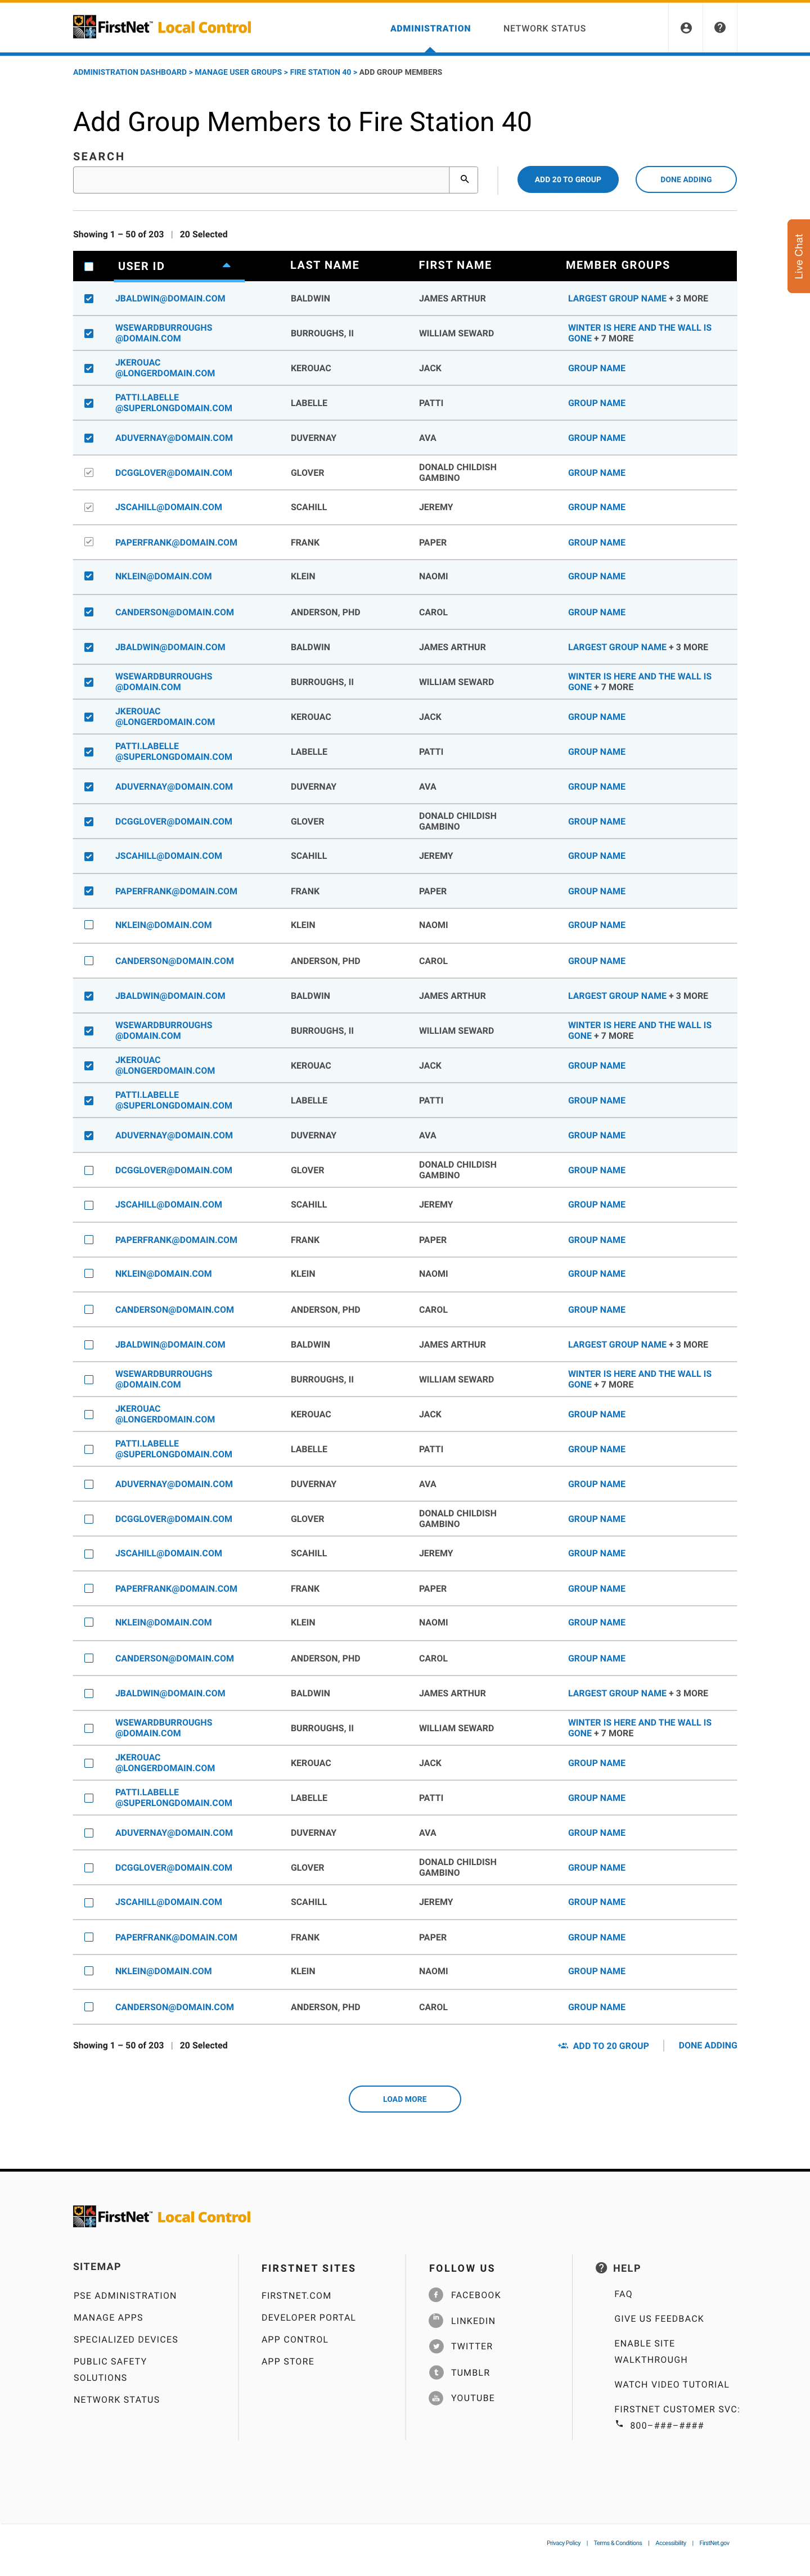 FirstNet™ Local Control
ADMINISTRATION
NETWORK STATUS
ADMINISTRATION DASHBOARD > MANAGE USER GROUPS > FIRE STATION 40 > ADD GROUP MEMBERS
Add Group Members to Fire Station 40
SEARCH
ADD 20 TO GROUP
DONE ADDING
Live Chat
Showing 1 – 50 of 203 | 20 Selected
USER ID LAST NAME FIRST NAME MEMBER GROUPS
JBALDWIN@DOMAIN.COM BALDWIN JAMES ARTHUR LARGEST GROUP NAME + 3 MORE
WSEWARDBURROUGHS
@DOMAIN.COM BURROUGHS, II WILLIAM SEWARD WINTER IS HERE AND THE WALL IS
GONE + 7 MORE
JKEROUAC
@LONGERDOMAIN.COM KEROUAC JACK GROUP NAME
PATTI.LABELLE
@SUPERLONGDOMAIN.COM LABELLE PATTI GROUP NAME
ADUVERNAY@DOMAIN.COM DUVERNAY AVA GROUP NAME
DCGGLOVER@DOMAIN.COM GLOVER DONALD CHILDISH
GAMBINO GROUP NAME
JSCAHILL@DOMAIN.COM SCAHILL JEREMY GROUP NAME
PAPERFRANK@DOMAIN.COM FRANK PAPER GROUP NAME
NKLEIN@DOMAIN.COM KLEIN NAOMI GROUP NAME
CANDERSON@DOMAIN.COM ANDERSON, PHD CAROL GROUP NAME
JBALDWIN@DOMAIN.COM BALDWIN JAMES ARTHUR LARGEST GROUP NAME + 3 MORE
WSEWARDBURROUGHS
@DOMAIN.COM BURROUGHS, II WILLIAM SEWARD WINTER IS HERE AND THE WALL IS
GONE + 7 MORE
JKEROUAC
@LONGERDOMAIN.COM KEROUAC JACK GROUP NAME
PATTI.LABELLE
@SUPERLONGDOMAIN.COM LABELLE PATTI GROUP NAME
ADUVERNAY@DOMAIN.COM DUVERNAY AVA GROUP NAME
DCGGLOVER@DOMAIN.COM GLOVER DONALD CHILDISH
GAMBINO GROUP NAME
JSCAHILL@DOMAIN.COM SCAHILL JEREMY GROUP NAME
PAPERFRANK@DOMAIN.COM FRANK PAPER GROUP NAME
NKLEIN@DOMAIN.COM KLEIN NAOMI GROUP NAME
CANDERSON@DOMAIN.COM ANDERSON, PHD CAROL GROUP NAME
JBALDWIN@DOMAIN.COM BALDWIN JAMES ARTHUR LARGEST GROUP NAME + 3 MORE
WSEWARDBURROUGHS
@DOMAIN.COM BURROUGHS, II WILLIAM SEWARD WINTER IS HERE AND THE WALL IS
GONE + 7 MORE
JKEROUAC
@LONGERDOMAIN.COM KEROUAC JACK GROUP NAME
PATTI.LABELLE
@SUPERLONGDOMAIN.COM LABELLE PATTI GROUP NAME
ADUVERNAY@DOMAIN.COM DUVERNAY AVA GROUP NAME
DCGGLOVER@DOMAIN.COM GLOVER DONALD CHILDISH
GAMBINO GROUP NAME
JSCAHILL@DOMAIN.COM SCAHILL JEREMY GROUP NAME
PAPERFRANK@DOMAIN.COM FRANK PAPER GROUP NAME
NKLEIN@DOMAIN.COM KLEIN NAOMI GROUP NAME
CANDERSON@DOMAIN.COM ANDERSON, PHD CAROL GROUP NAME
JBALDWIN@DOMAIN.COM BALDWIN JAMES ARTHUR LARGEST GROUP NAME + 3 MORE
WSEWARDBURROUGHS
@DOMAIN.COM BURROUGHS, II WILLIAM SEWARD WINTER IS HERE AND THE WALL IS
GONE + 7 MORE
JKEROUAC
@LONGERDOMAIN.COM KEROUAC JACK GROUP NAME
PATTI.LABELLE
@SUPERLONGDOMAIN.COM LABELLE PATTI GROUP NAME
ADUVERNAY@DOMAIN.COM DUVERNAY AVA GROUP NAME
DCGGLOVER@DOMAIN.COM GLOVER DONALD CHILDISH
GAMBINO GROUP NAME
JSCAHILL@DOMAIN.COM SCAHILL JEREMY GROUP NAME
PAPERFRANK@DOMAIN.COM FRANK PAPER GROUP NAME
NKLEIN@DOMAIN.COM KLEIN NAOMI GROUP NAME
CANDERSON@DOMAIN.COM ANDERSON, PHD CAROL GROUP NAME
JBALDWIN@DOMAIN.COM BALDWIN JAMES ARTHUR LARGEST GROUP NAME + 3 MORE
WSEWARDBURROUGHS
@DOMAIN.COM BURROUGHS, II WILLIAM SEWARD WINTER IS HERE AND THE WALL IS
GONE + 7 MORE
JKEROUAC
@LONGERDOMAIN.COM KEROUAC JACK GROUP NAME
PATTI.LABELLE
@SUPERLONGDOMAIN.COM LABELLE PATTI GROUP NAME
ADUVERNAY@DOMAIN.COM DUVERNAY AVA GROUP NAME
DCGGLOVER@DOMAIN.COM GLOVER DONALD CHILDISH
GAMBINO GROUP NAME
JSCAHILL@DOMAIN.COM SCAHILL JEREMY GROUP NAME
PAPERFRANK@DOMAIN.COM FRANK PAPER GROUP NAME
NKLEIN@DOMAIN.COM KLEIN NAOMI GROUP NAME
CANDERSON@DOMAIN.COM ANDERSON, PHD CAROL GROUP NAME
Showing 1 – 50 of 203 | 20 Selected
ADD TO 20 GROUP | DONE ADDING
LOAD MORE
FirstNet™ Local Control
SITEMAP
PSE ADMINISTRATION
MANAGE APPS
SPECIALIZED DEVICES
PUBLIC SAFETY
SOLUTIONS
NETWORK STATUS
FIRSTNET SITES
FIRSTNET.COM
DEVELOPER PORTAL
APP CONTROL
APP STORE
FOLLOW US
FACEBOOK
LINKEDIN
TWITTER
TUMBLR
YOUTUBE
HELP
FAQ
GIVE US FEEDBACK
ENABLE SITE
WALKTHROUGH
WATCH VIDEO TUTORIAL
FIRSTNET CUSTOMER SVC:
800–###–####
Privacy Policy | Terms & Conditions | Accessibility | FirstNet.gov